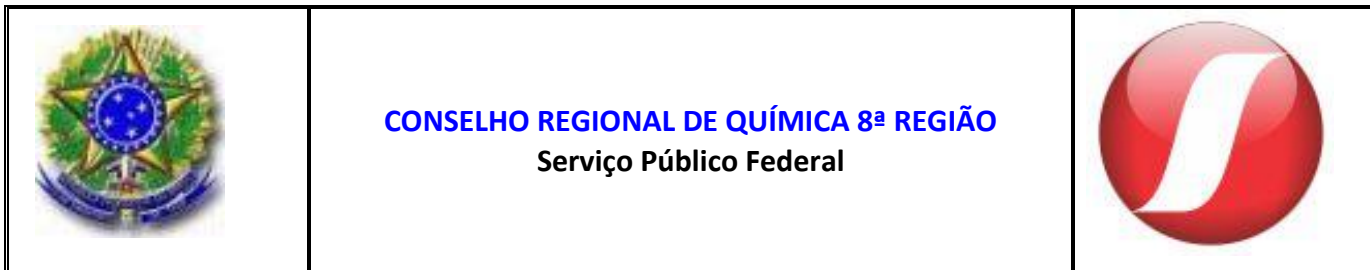 CONSELHO REGIONAL DE QUÍMICA 8ª REGIÃO
Serviço Público Federal